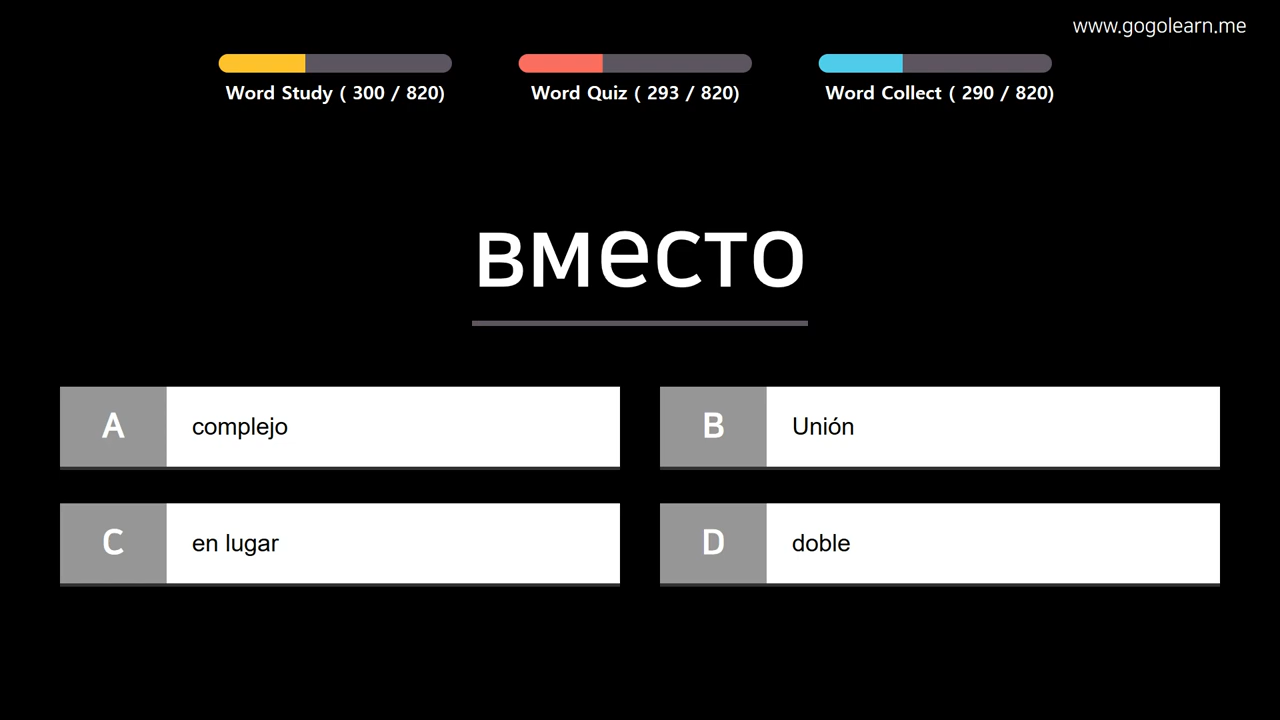 www.gogolearn.me
Word Study ( 300 / 820)
Word Quiz ( 293 / 820)
Word Collect ( 290 / 820)
вместо
A complejo
B Unión
C en lugar
D doble